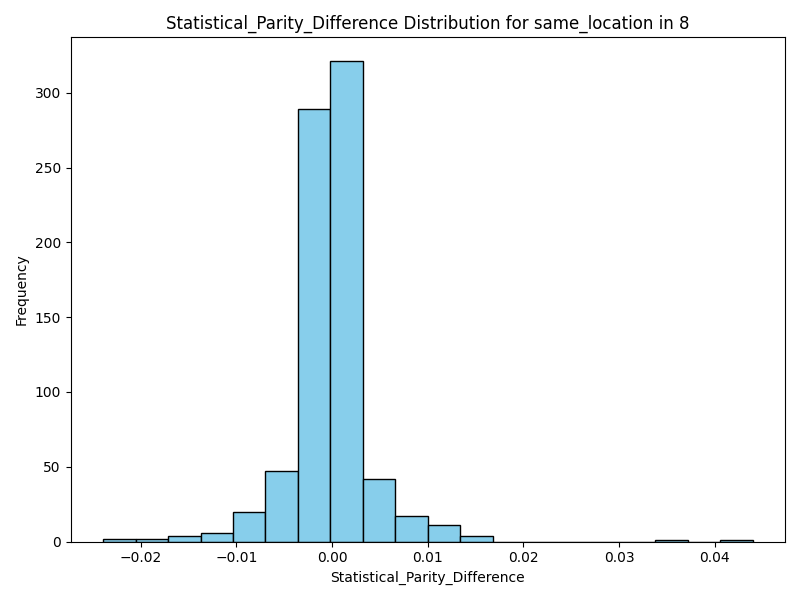 Statistical_Parity_Difference Distribution for same_location in 8
Frequency
300
250
200
150
100
50
0
−0.02 −0.01 0.00 0.01 0.02 0.03 0.04
Statistical_Parity_Difference